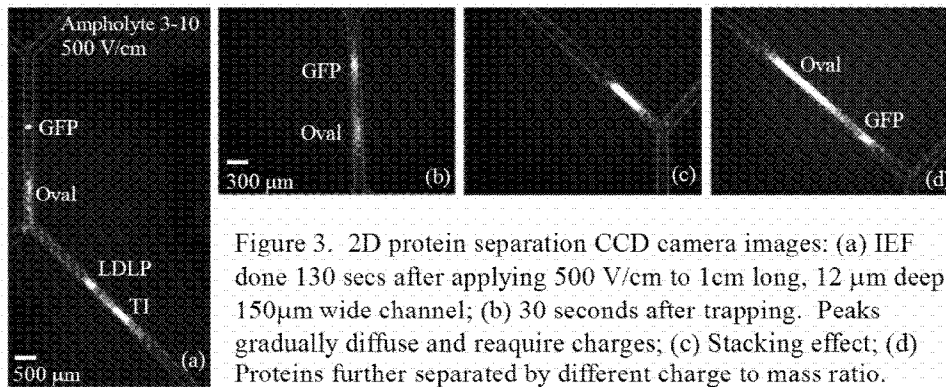 Ampholyte 3-10
500 V/cm
GFP
Oval
LDLP
TI
500 μm
(a)
GFP
Oval
300 μm
(b)
(c)
Oval
GFP
(d)
Figure 3. 2D protein separation CCD camera images: (a) IEF
done 130 secs after applying 500 V/cm to 1cm long, 12 μm deep
150μm wide channel; (b) 30 seconds after trapping. Peaks
gradually diffuse and reaquire charges; (c) Stacking effect; (d)
Proteins further separated by different charge to mass ratio.